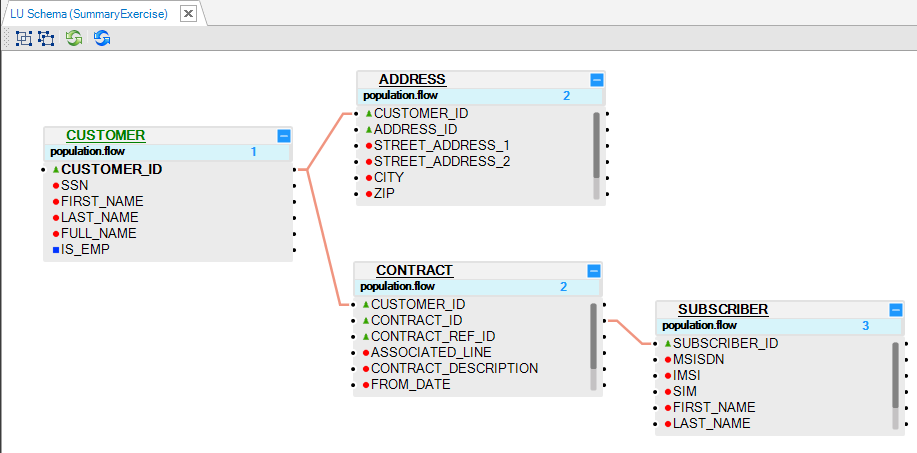 LU Schema (SummaryExercise)
CUSTOMER
population.flow 1
CUSTOMER_ID
SSN
FIRST_NAME
LAST_NAME
FULL_NAME
IS_EMP
ADDRESS
population.flow 2
CUSTOMER_ID
ADDRESS_ID
STREET_ADDRESS_1
STREET_ADDRESS_2
CITY
ZIP
CONTRACT
population.flow 2
CUSTOMER_ID
CONTRACT_ID
CONTRACT_REF_ID
ASSOCIATED_LINE
CONTRACT_DESCRIPTION
FROM_DATE
SUBSCRIBER
population.flow 3
SUBSCRIBER_ID
MSISDN
IMSI
SIM
FIRST_NAME
LAST_NAME